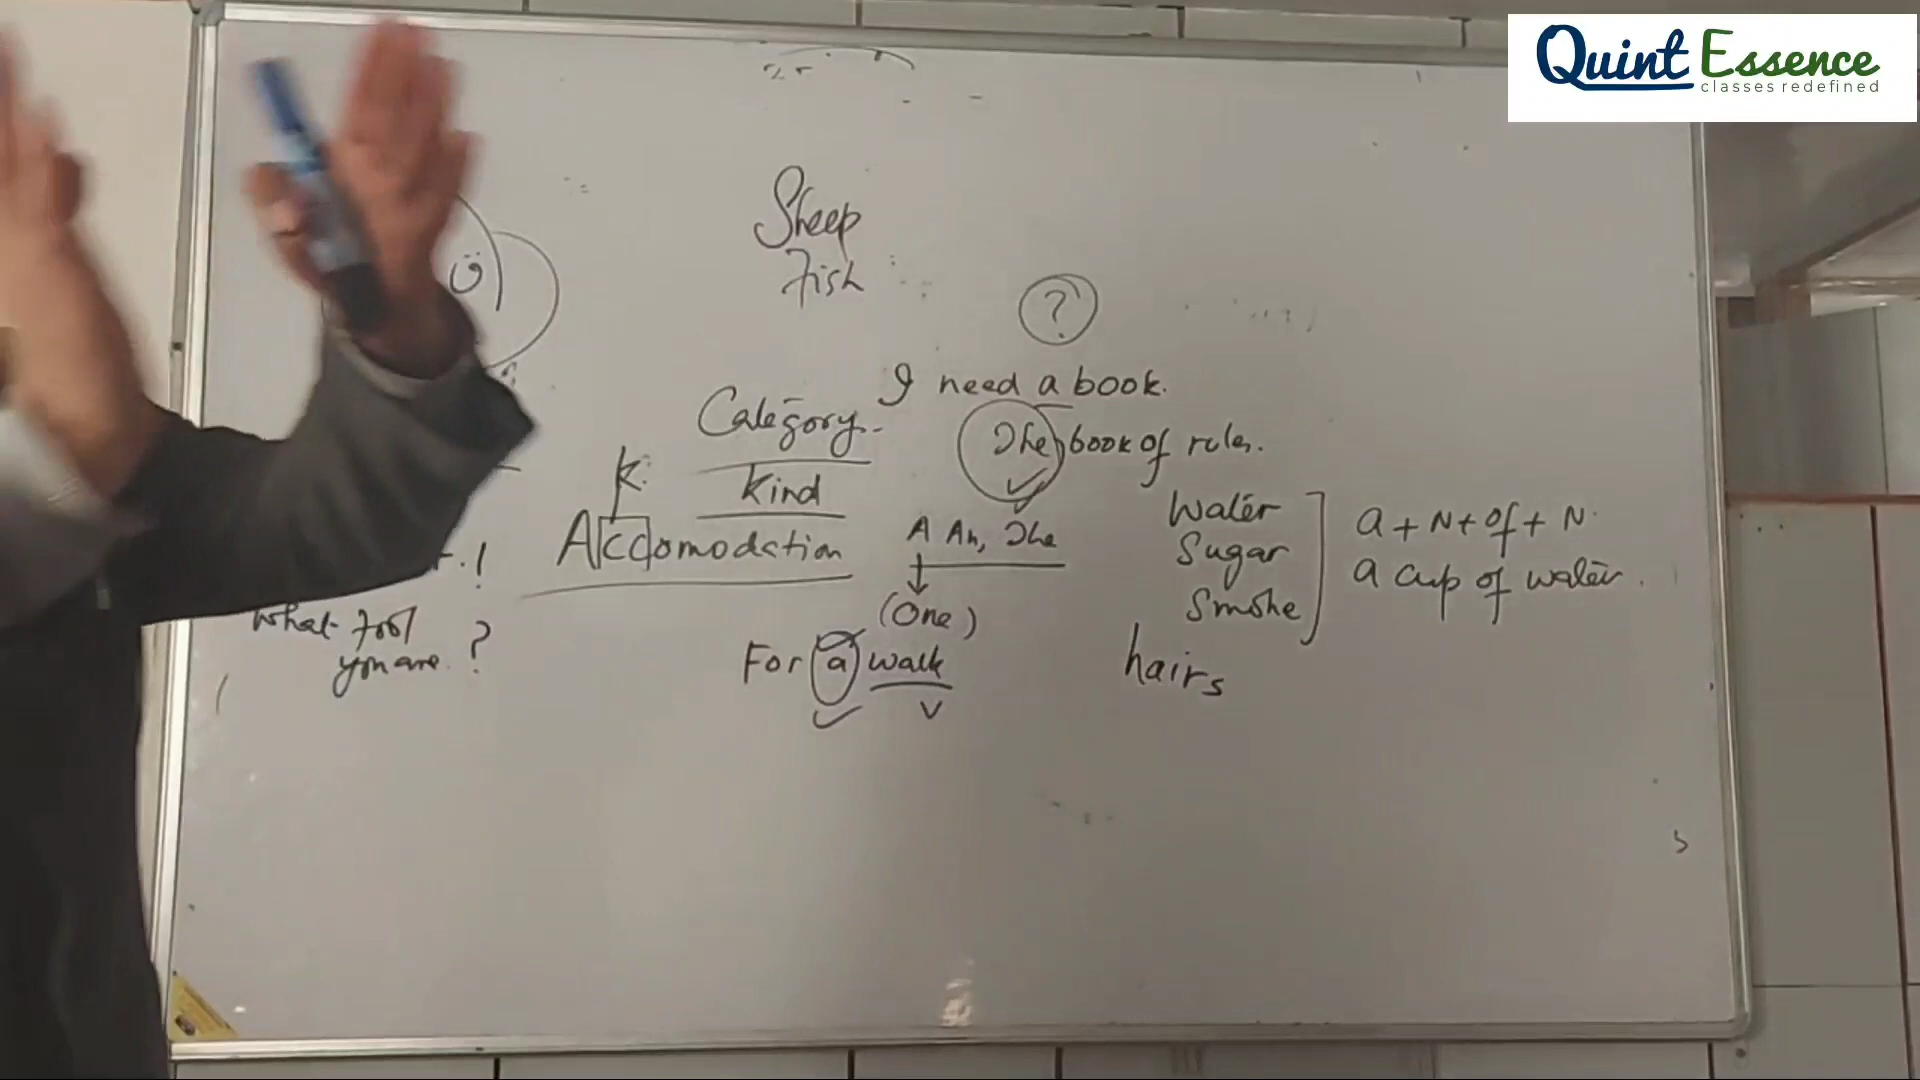 Quint Essence
classes redefined
Sheep
Fish
?
I need a book.
Category
The book of rules.
k
Kind
Accomodation
A An, The
(One)
For a walk
v
Water
Sugar
Smoke
a + N + of + N.
a cup of water.
hairs
!
What fool
you are. ?